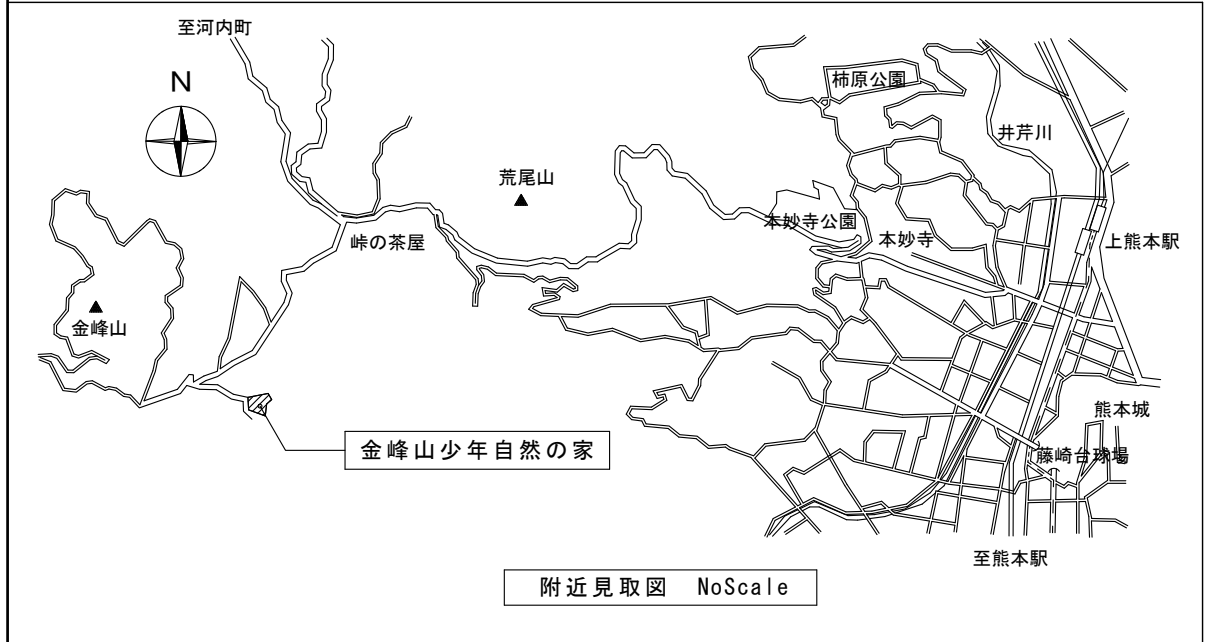 至河内町
N
柿原公園
井芹川
荒尾山
本妙寺公園
本妙寺
上熊本駅
峠の茶屋
金峰山
熊本城
金峰山少年自然の家
藤崎台球場
至熊本駅
附近見取図 NoScale